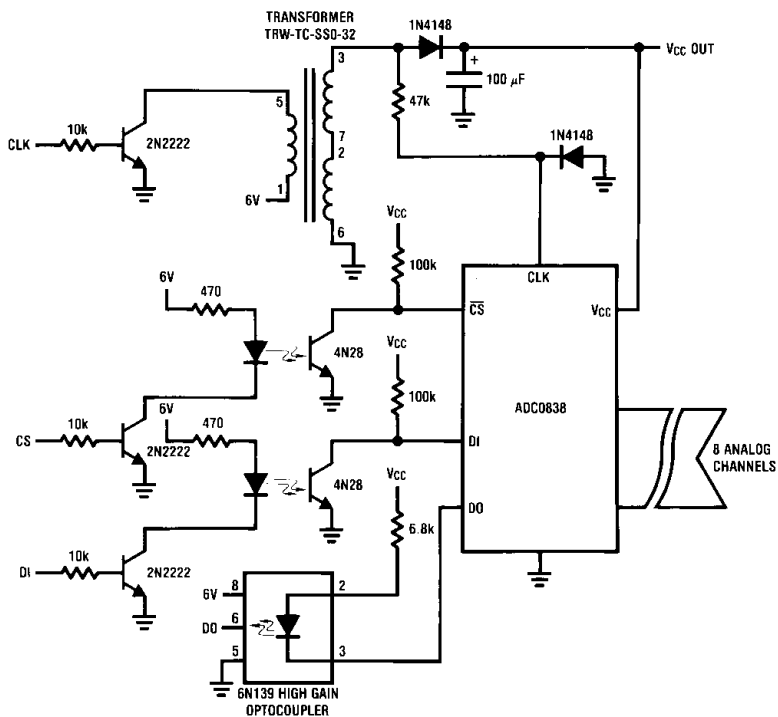 TRANSFORMER
TRW-TC-SSO-32
1N4148
3
VCC OUT
+
100 µF
5
47k
10k
CLK
2N2222
7
2
1N4148
1
6V
6
VCC
100k
CLK
6V
470
CS
VCC
4N28
VCC
ADC0838
100k
6V
470
CS
10k
2N2222
DI
8 ANALOG
CHANNELS
4N28
VCC
DO
6.8k
10k
DI
2N2222
6V
8
2
DO
6
5
3
6N139 HIGH GAIN
OPTOCOUPLER